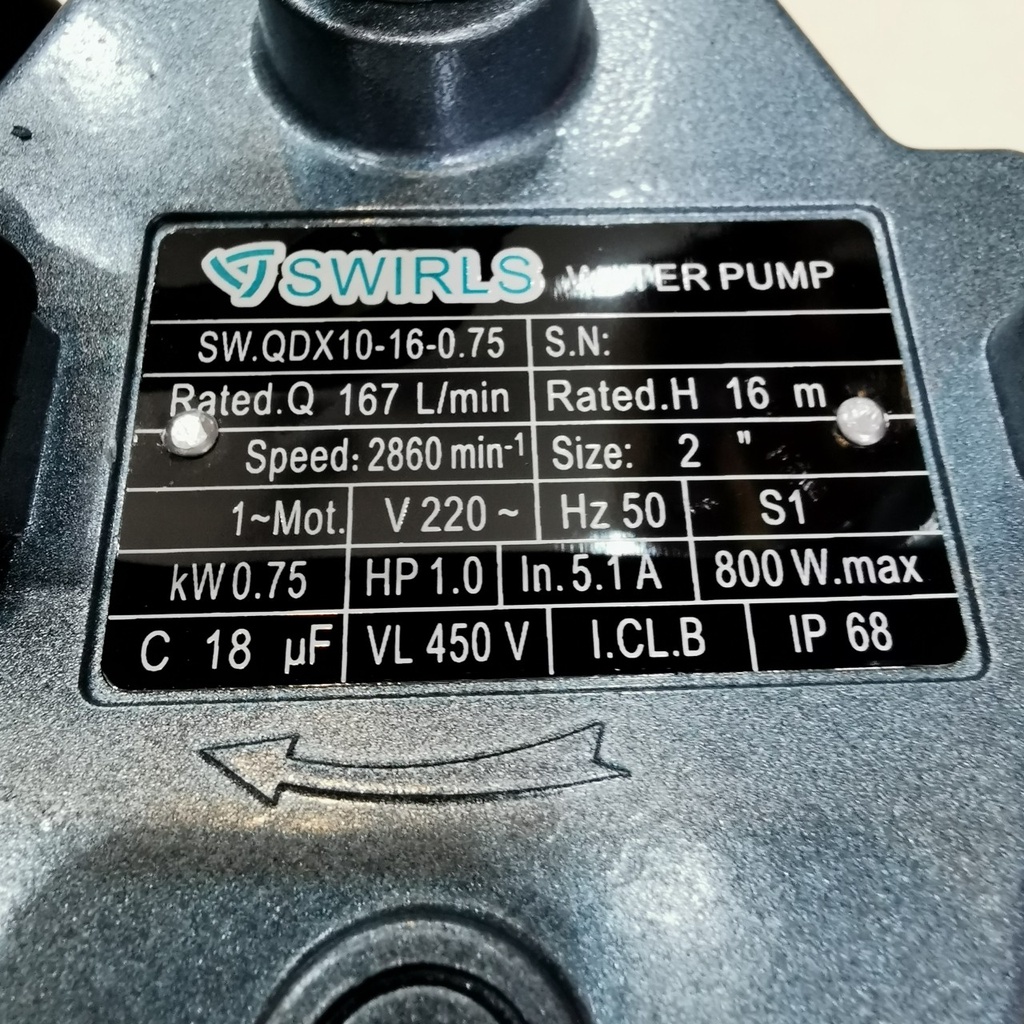 SWIRLS WATER PUMP
SW.QDX10-16-0.75 S.N:
Rated.Q 167 L/min Rated.H 16 m
Speed: 2860 min-1 Size: 2 "
1~Mot. V 220 ~ Hz 50 S1
kW 0.75 HP 1.0 In. 5.1 A 800 W.max
C 18 µF VL 450 V I.CL.B IP 68